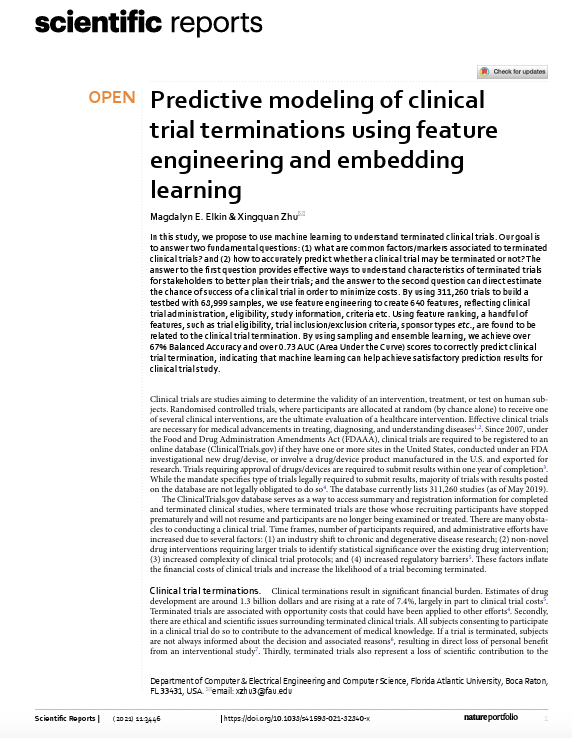 scientific reports
Check for updates
OPEN
Predictive modeling of clinical
trial terminations using feature
engineering and embedding
learning
Magdalyn E. Elkin & Xingquan Zhu
In this study, we propose to use machine learning to understand terminated clinical trials. Our goal is
to answer two fundamental questions: (1) what are common factors/markers associated to terminated
clinical trials? and (2) how to accurately predict whether a clinical trial may be terminated or not? The
answer to the first question provides effective ways to understand characteristics of terminated trials
for stakeholders to better plan their trials; and the answer to the second question can direct estimate
the chance of success of a clinical trial in order to minimize costs. By using 311,260 trials to build a
testbed with 68,999 samples, we use feature engineering to create 640 features, reflecting clinical
trial administration, eligibility, study information, criteria etc. Using feature ranking, a handful of
features, such as trial eligibility, trial inclusion/exclusion criteria, sponsor types etc., are found to be
related to the clinical trial termination. By using sampling and ensemble learning, we achieve over
67% Balanced Accuracy and over 0.73 AUC (Area Under the Curve) scores to correctly predict clinical
trial termination, indicating that machine learning can help achieve satisfactory prediction results for
clinical trial study.
Clinical trials are studies aiming to determine the validity of an intervention, treatment, or test on human sub-
jects. Randomised controlled trials, where participants are allocated at random (by chance alone) to receive one
of several clinical interventions, are the ultimate evaluation of a healthcare intervention. Effective clinical trials
are necessary for medical advancements in treating, diagnosing, and understanding diseases1,2. Since 2007, under
the Food and Drug Administration Amendments Act (FDAAA), clinical trials are required to be registered to an
online database (ClinicalTrials.gov) if they have one or more sites in the United States, conducted under an FDA
investigational new drug/devise, or involve a drug/device product manufactured in the U.S. and exported for
research. Trials requiring approval of drugs/devices are required to submit results within one year of completion3.
While the mandate specifies type of trials legally required to submit results, majority of trials with results posted
on the database are not legally obligated to do so4. The database currently lists 311,260 studies (as of May 2019).
The ClinicalTrials.gov database serves as a way to access summary and registration information for completed
and terminated clinical studies, where terminated trials are those whose recruiting participants have stopped
prematurely and will not resume and participants are no longer being examined or treated. There are many obsta-
cles to conducting a clinical trial. Time frames, number of participants required, and administrative efforts have
increased due to several factors: (1) an industry shift to chronic and degenerative disease research; (2) non-novel
drug interventions requiring larger trials to identify statistical significance over the existing drug intervention;
(3) increased complexity of clinical trial protocols; and (4) increased regulatory barriers5. These factors inflate
the financial costs of clinical trials and increase the likelihood of a trial becoming terminated.
Clinical trial terminations. Clinical terminations result in significant financial burden. Estimates of drug
development are around 1.3 billion dollars and are rising at a rate of 7.4%, largely in part to clinical trial costs5.
Terminated trials are associated with opportunity costs that could have been applied to other efforts6. Secondly,
there are ethical and scientific issues surrounding terminated clinical trials. All subjects consenting to participate
in a clinical trial do so to contribute to the advancement of medical knowledge. If a trial is terminated, subjects
are not always informed about the decision and associated reasons6, resulting in direct loss of personal benefit
from an interventional study7. Thirdly, terminated trials also represent a loss of scientific contribution to the
Department of Computer & Electrical Engineering and Computer Science, Florida Atlantic University, Boca Raton,
FL 33431, USA. email: xzhu3@fau.edu
Scientific Reports | (2021) 11:3446 | https://doi.org/10.1038/s41598-021-82840-x natureportfolio 1